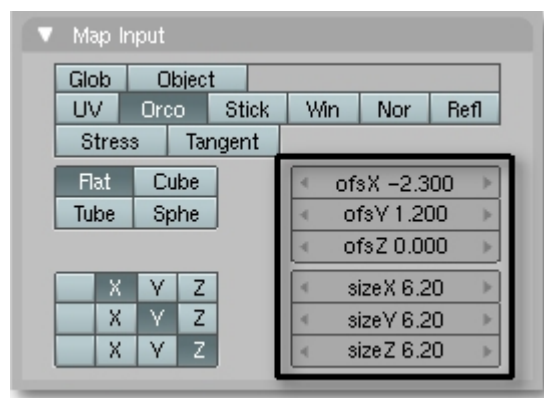 Map Input
Glob Object
UV Orco Stick Win Nor Refl
Stress Tangent
Flat Cube
Tube Sphe
ofsX -2.300
ofsY 1.200
ofsZ 0.000
X Y Z
X Y Z
X Y Z
sizeX 6.20
sizeY 6.20
sizeZ 6.20